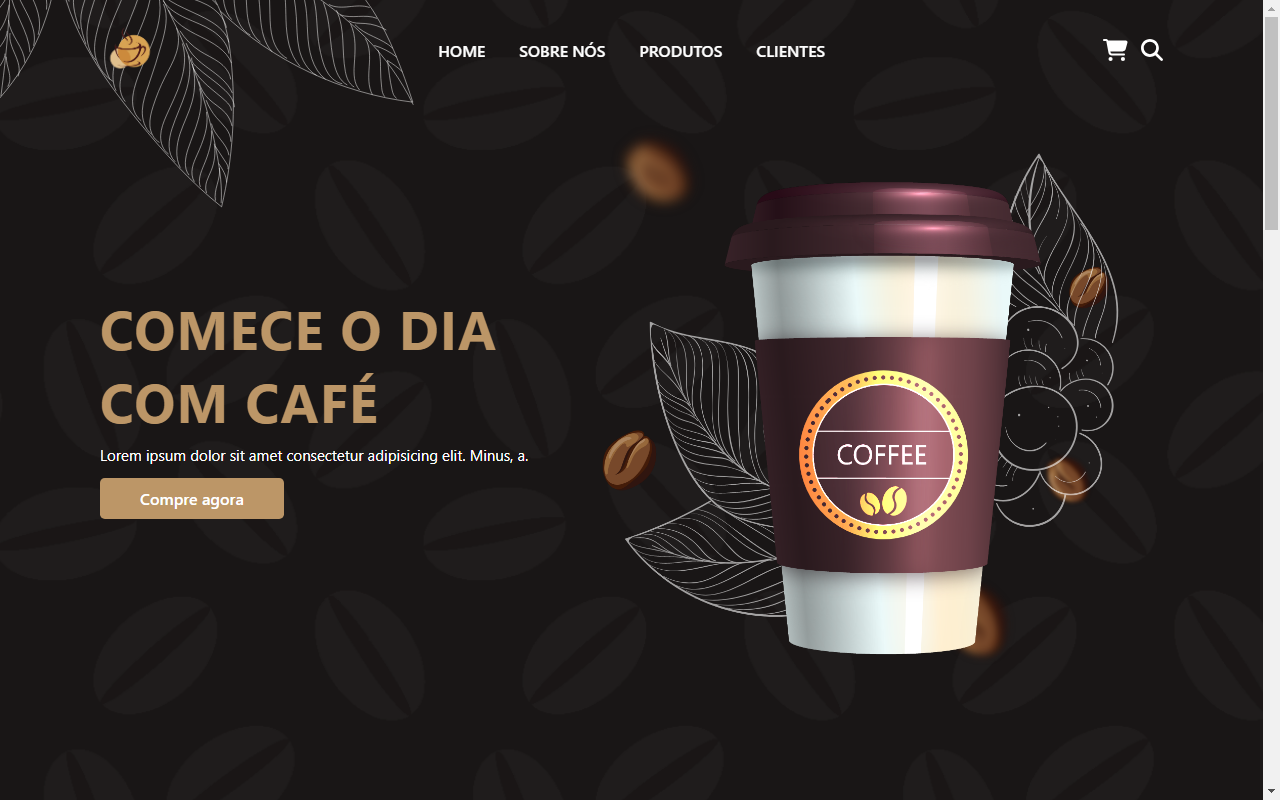 HOME SOBRE NÓS PRODUTOS CLIENTES
COMECE O DIA
COM CAFÉ
Lorem ipsum dolor sit amet consectetur adipisicing elit. Minus, a.
Compre agora
COFFEE